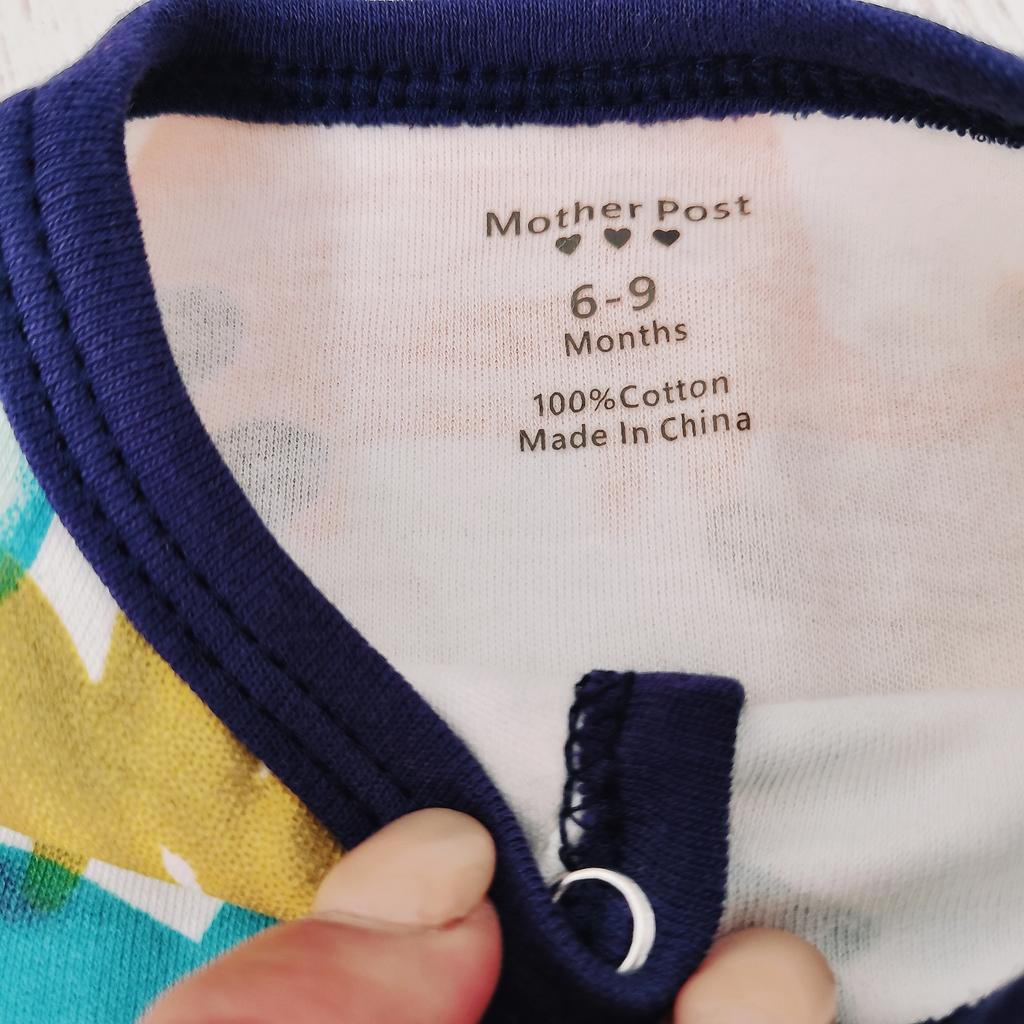 Mother Post
6-9
Months
100%Cotton
Made In China